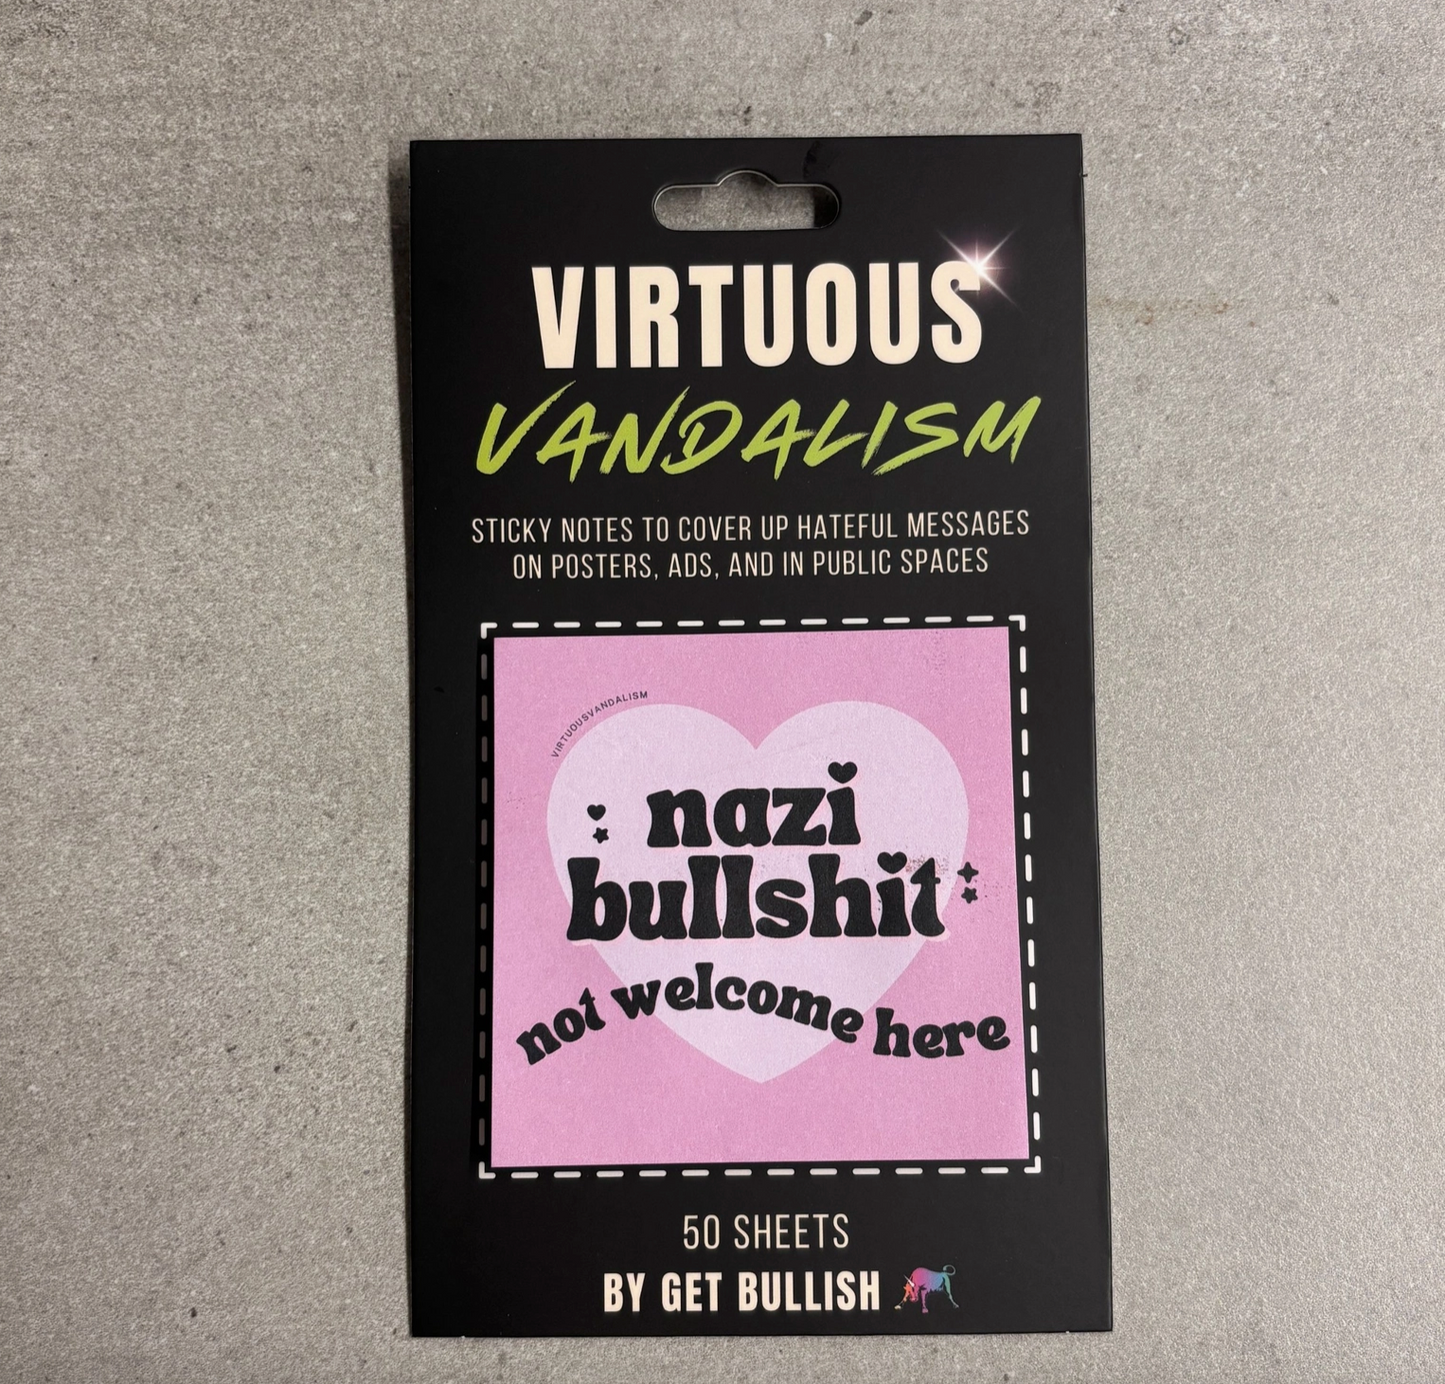 VIRTUOUS
VANDALISM
STICKY NOTES TO COVER UP HATEFUL MESSAGES
ON POSTERS, ADS, AND IN PUBLIC SPACES
VIRTUOUSVANDALISM
nazi
bullshit
not welcome here
50 SHEETS
BY GET BULLISH